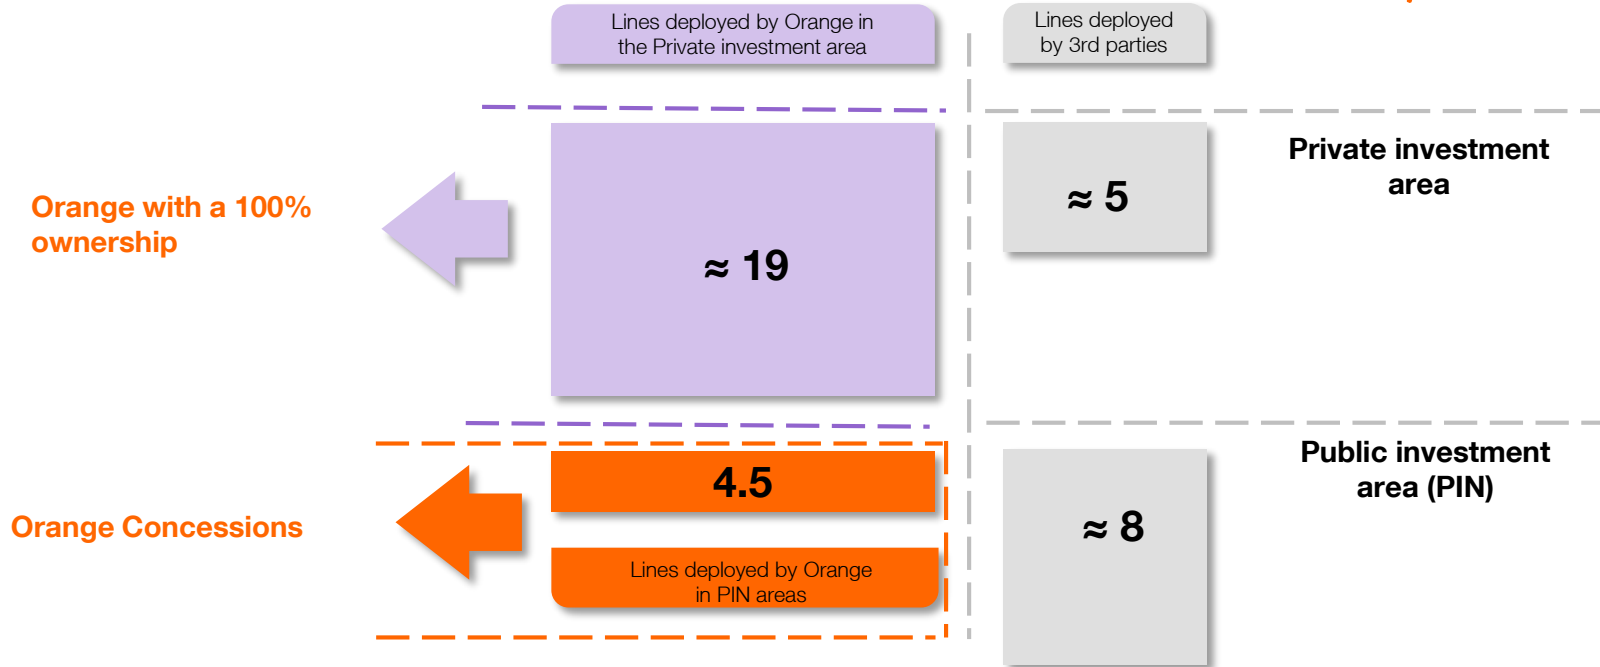 Lines deployed by Orange in
the Private investment area
Lines deployed
by 3rd parties
Orange with a 100%
ownership
≈ 19
≈ 5
Private investment
area
Orange Concessions
4.5
Lines deployed by Orange
in PIN areas
≈ 8
Public investment
area (PIN)